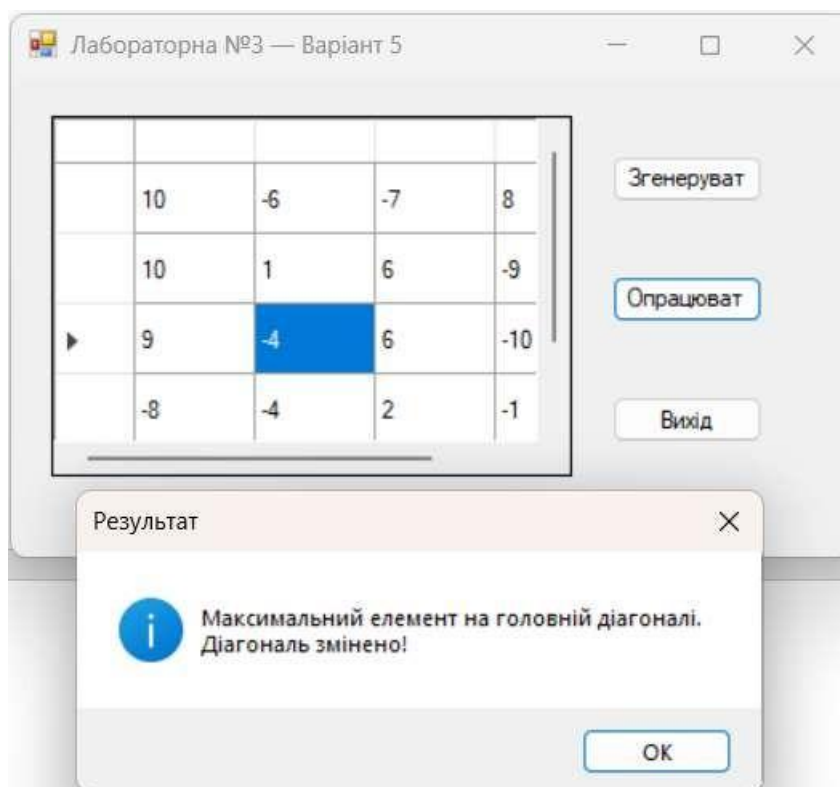 Лабораторна №3 — Варіант 5
10 -6 -7 8
10 1 6 -9
9 -4 6 -10
-8 -4 2 -1
Згенеруват
Опрацюват
Вихід
Результат
Максимальний елемент на головній діагоналі.
Діагональ змінено!
OK